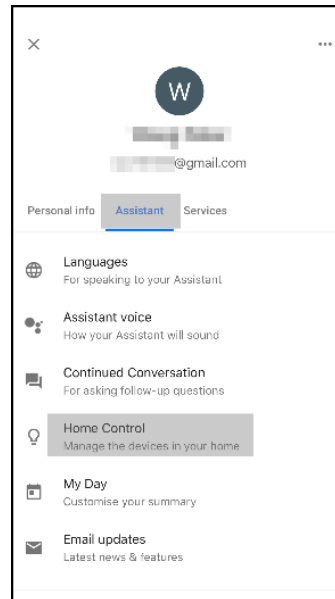 W
@gmail.com
Personal info Assistant Services
Languages
For speaking to your Assistant
Assistant voice
How your Assistant will sound
Continued Conversation
For asking follow-up questions
Home Control
Manage the devices in your home
My Day
Customise your summary
Email updates
Latest news & features